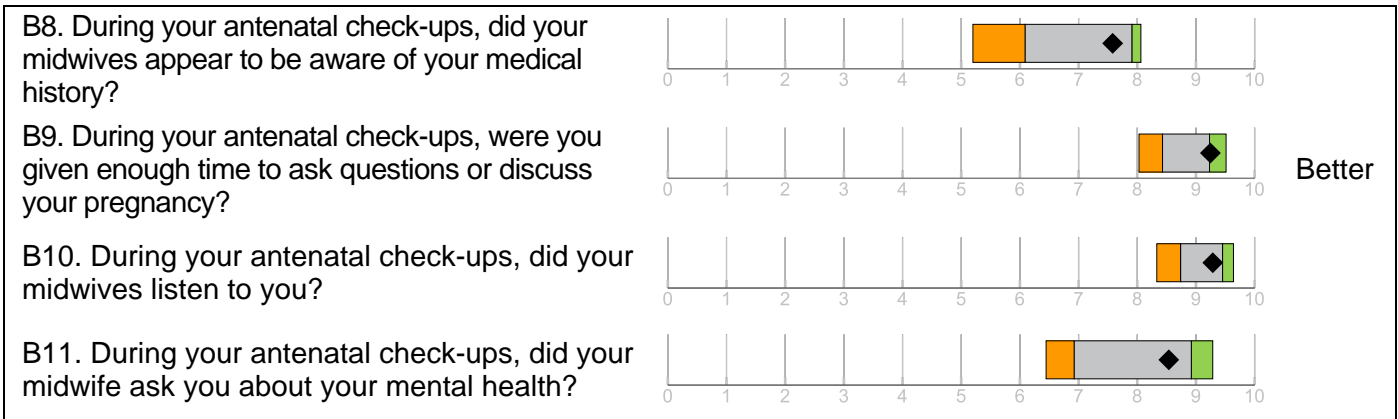 B8. During your antenatal check-ups, did your
midwives appear to be aware of your medical
history?
0 1 2 3 4 5 6 7 8 9 10
B9. During your antenatal check-ups, were you
given enough time to ask questions or discuss
your pregnancy?
0 1 2 3 4 5 6 7 8 9 10
Better
B10. During your antenatal check-ups, did your
midwives listen to you?
0 1 2 3 4 5 6 7 8 9 10
B11. During your antenatal check-ups, did your
midwife ask you about your mental health?
0 1 2 3 4 5 6 7 8 9 10